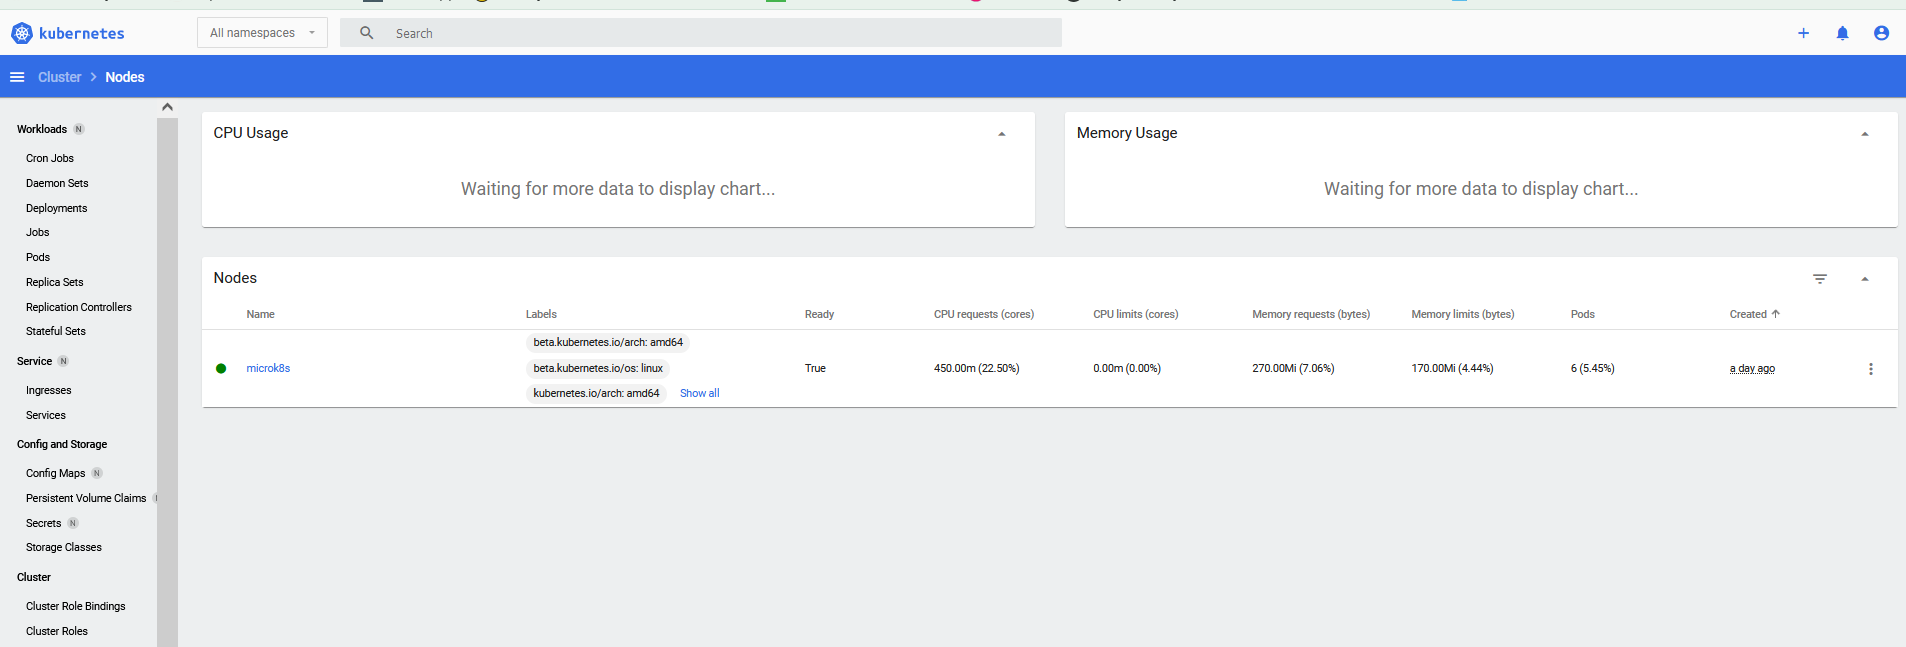 kubernetes
All namespaces
Search
Cluster > Nodes
Workloads N
Cron Jobs
Daemon Sets
Deployments
Jobs
Pods
Replica Sets
Replication Controllers
Stateful Sets
Service N
Ingresses
Services
Config and Storage
Config Maps N
Persistent Volume Claims
Secrets N
Storage Classes
Cluster
Cluster Role Bindings
Cluster Roles
CPU Usage
Waiting for more data to display chart...
Memory Usage
Waiting for more data to display chart...
Nodes
Name Labels Ready CPU requests (cores) CPU limits (cores) Memory requests (bytes) Memory limits (bytes) Pods Created
beta.kubernetes.io/arch: amd64
microk8s beta.kubernetes.io/os: linux True 450.00m (22.50%) 0.00m (0.00%) 270.00Mi (7.06%) 170.00Mi (4.44%) 6 (5.45%) a day ago
kubernetes.io/arch: amd64 Show all